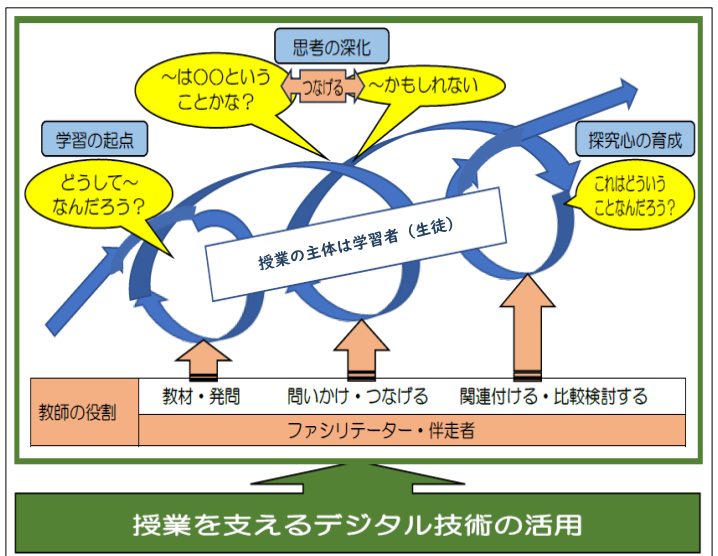 思考の深化
～は〇〇という
ことかな？
つなげる
～かもしれない
学習の起点
どうして～
なんだろう？
探究心の育成
これはどういう
ことなんだろう？
授業の主体は学習者（生徒）
教師の役割
教材・発問
問いかけ・つなげる
関連付ける・比較検討する
ファシリテーター・伴走者
授業を支えるデジタル技術の活用